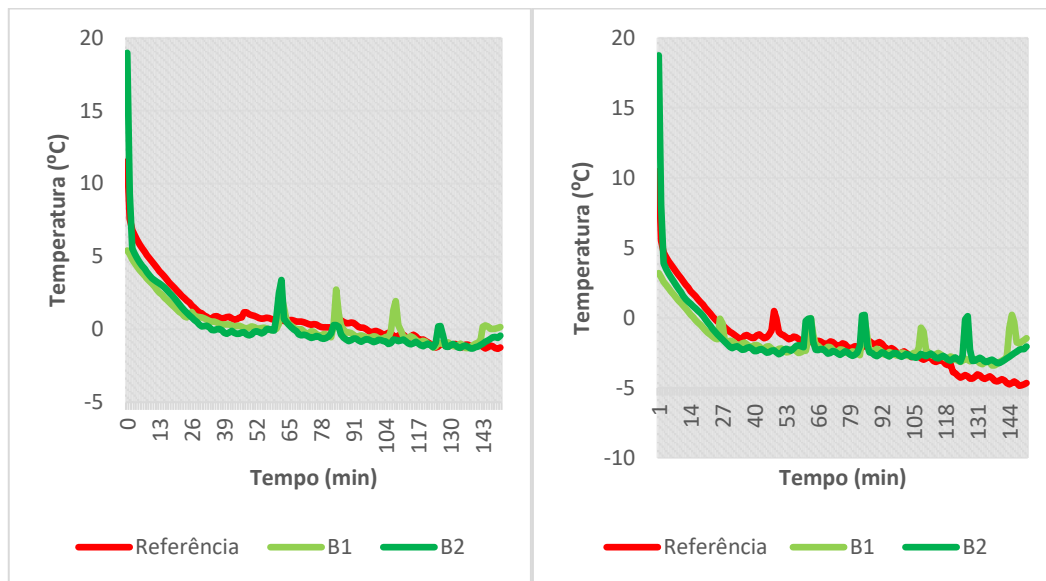 20
15
10
5
0
-5
Temperatura (ºC)
0 13 26 39 52 65 78 91 104 117 130 143
Tempo (min)
Referência B1 B2
20
15
10
5
0
-5
-10
Temperatura (ºC)
1 14 27 40 53 66 79 92 105 118 131 144
Tempo (min)
Referência B1 B2